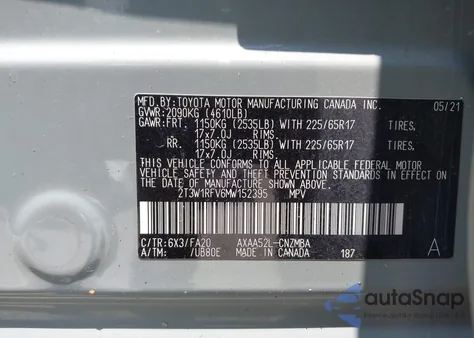 MFD.BY: TOYOTA MOTOR MANUFACTURING CANADA INC. 05/21
GVWR: 2090KG (4610LB)
GAWR: FRT. 1150KG (2535LB) WITH 225/65R17 TIRES,
17x7.0J RIMS.
RR. 1150KG (2535LB) WITH 225/65R17 TIRES,
17x7.0J RIMS.
THIS VEHICLE CONFORMS TO ALL APPLICABLE FEDERAL MOTOR
VEHICLE SAFETY AND THEFT PREVENTION STANDARDS IN EFFECT
ON THE DATE OF MANUFACTURE SHOWN ABOVE.
2T3W1RFV6MW152395 MPV
C/TR: 6X3/FA20 AXAA52L-CNZMBA
A/TM: /UB80E MADE IN CANADA 187 A
autoSnap